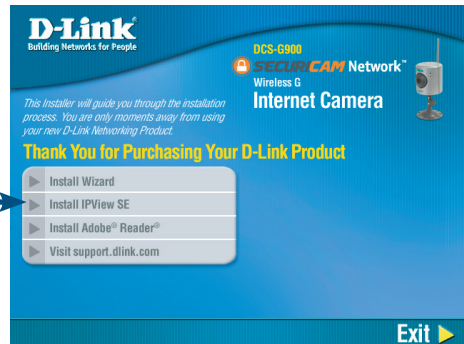 D-Link®
Building Networks for People
DCS-G900
SECURICAM Network™
Wireless G
Internet Camera
This Installer will guide you through the installation
process. You are only moments away from using
your new D-Link Networking Product.
Thank You for Purchasing Your D-Link Product
Install Wizard
Install IPView SE
Install Adobe® Reader®
Visit support.dlink.com
Exit